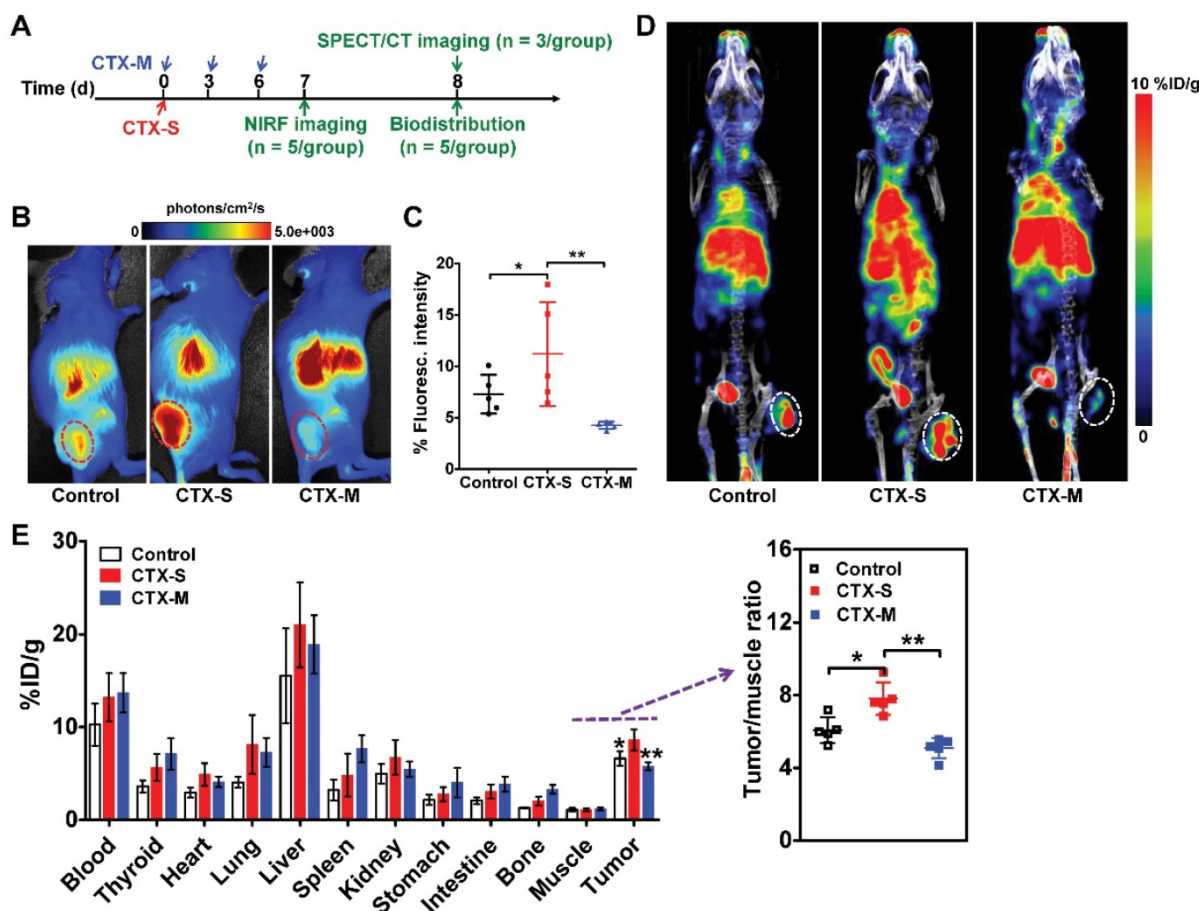 A
SPECT/CT imaging (n = 3/group)
CTX-M
0 3 6 7 8
Time (d)
CTX-S
NIRF imaging
(n = 5/group)
Biodistribution
(n = 5/group)
B
photons/cm²/s
0 5.0e+003
Control CTX-S CTX-M
C
% Fluoresc. intensity
20
15
10
5
0
* **
Control CTX-S CTX-M
D
10 %ID/g
0
Control CTX-S CTX-M
E
%ID/g
30
20
10
0
Control
CTX-S
CTX-M
* **
Blood Thyroid Heart Lung Liver Spleen Kidney Stomach Intestine Bone Muscle Tumor
Tumor/muscle ratio
16
12
8
4
0
Control
CTX-S
CTX-M
* **